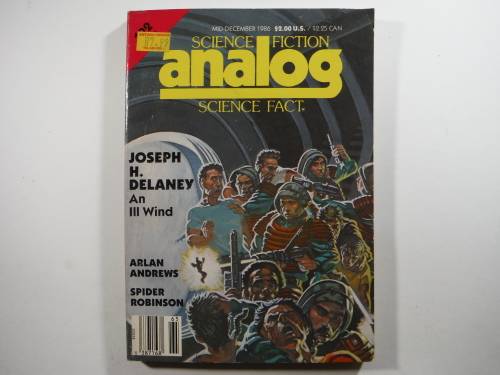 MID-DECEMBER 1986 $2.00 U.S. / $2.25 CAN
SCIENCE FICTION
analog
SCIENCE FACT
JOSEPH
H.
DELANEY
An
Ill Wind
ARLAN
ANDREWS
SPIDER
ROBINSON